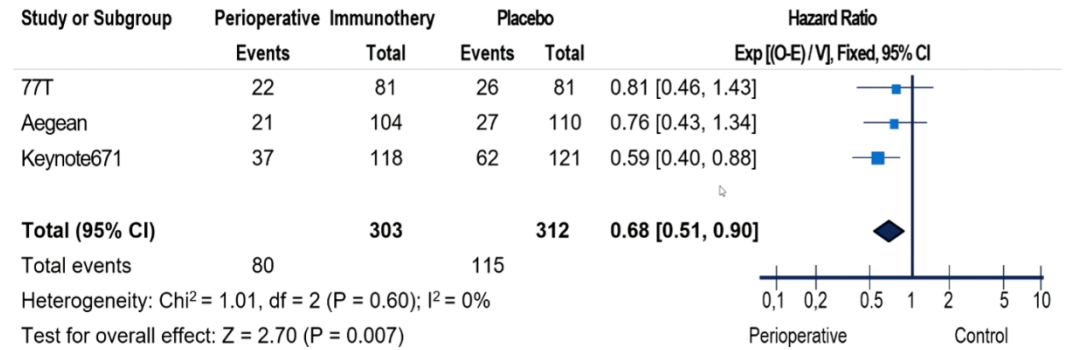 Study or Subgroup Perioperative Immunothery Placebo Hazard Ratio
Events Total Events Total Exp [(O-E) / V], Fixed, 95% CI
77T 22 81 26 81 0.81 [0.46, 1.43]
Aegean 21 104 27 110 0.76 [0.43, 1.34]
Keynote671 37 118 62 121 0.59 [0.40, 0.88]
Total (95% CI) 303 312 0.68 [0.51, 0.90]
Total events 80 115
Heterogeneity: Chi² = 1.01, df = 2 (P = 0.60); I² = 0%
0,1 0,2 0.5 1 2 5 10
Test for overall effect: Z = 2.70 (P = 0.007) Perioperative Control